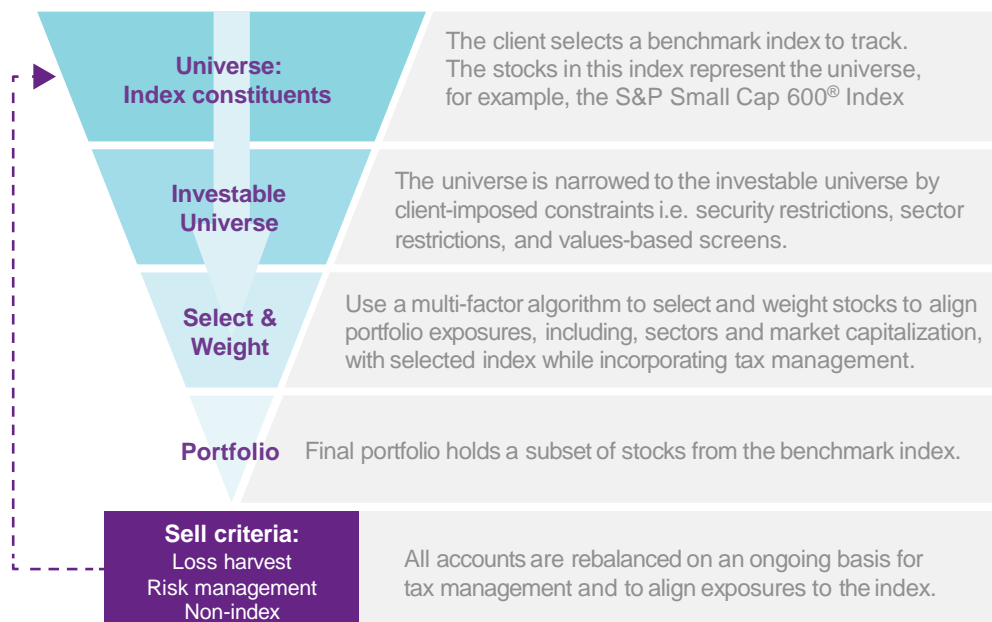 Universe:
Index constituents
The client selects a benchmark index to track.
The stocks in this index represent the universe,
for example, the S&P Small Cap 600® Index
Investable
Universe
The universe is narrowed to the investable universe by
client-imposed constraints i.e. security restrictions, sector
restrictions, and values-based screens.
Select &
Weight
Use a multi-factor algorithm to select and weight stocks to align
portfolio exposures, including, sectors and market capitalization,
with selected index while incorporating tax management.
Portfolio
Final portfolio holds a subset of stocks from the benchmark index.
Sell criteria:
Loss harvest
Risk management
Non-index
All accounts are rebalanced on an ongoing basis for
tax management and to align exposures to the index.